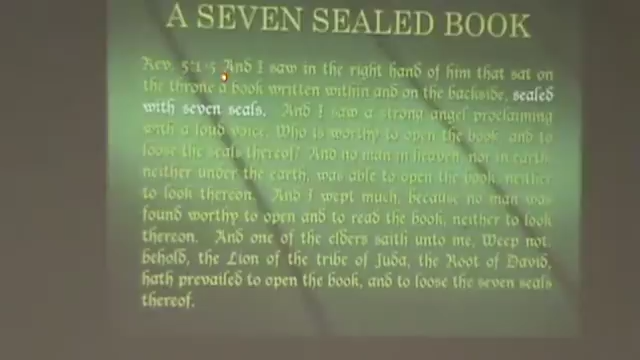 A SEVEN SEALED BOOK
Rev. 5:1-5 And I saw in the right hand of him that sat on
the throne a book written within and on the backside, sealed
with seven seals. And I saw a strong angel proclaiming
with a loud voice, Who is worthy to open the book, and to
loose the seals thereof? And no man in heaven, nor in earth,
neither under the earth, was able to open the book, neither
to look thereon. And I wept much, because no man was
found worthy to open and to read the book, neither to look
thereon. And one of the elders saith unto me, Weep not:
behold, the Lion of the tribe of Juda, the Root of David,
hath prevailed to open the book, and to loose the seven seals
thereof.